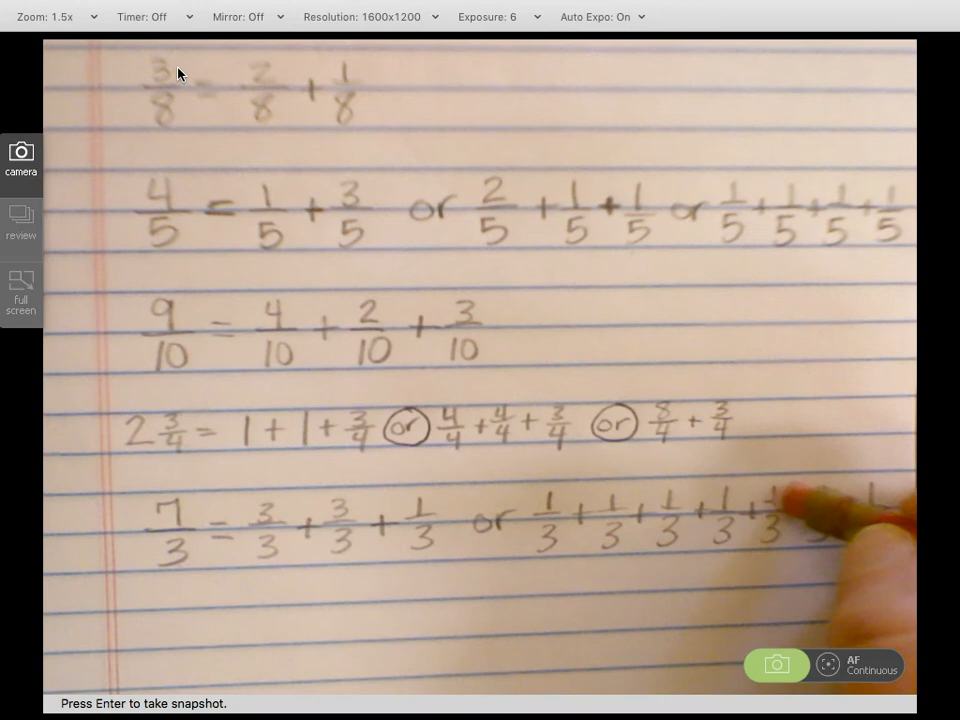 Zoom: 1.5x Timer: Off Mirror: Off Resolution: 1600x1200 Exposure: 6 Auto Expo: On
camera
review
full
screen
3/8 = 2/8 + 1/8
4/5 = 1/5 + 3/5 or 2/5 + 1/5 + 1/5 or 1/5 + 1/5 + 1/5 + 1/5
9/10 = 4/10 + 2/10 + 3/10
2 3/4 = 1 + 1 + 3/4 or 4/4 + 4/4 + 3/4 or 8/4 + 3/4
7/3 = 3/3 + 3/3 + 1/3 or 1/3 + 1/3 + 1/3 + 1/3 + 1/3
AF
Continuous
Press Enter to take snapshot.